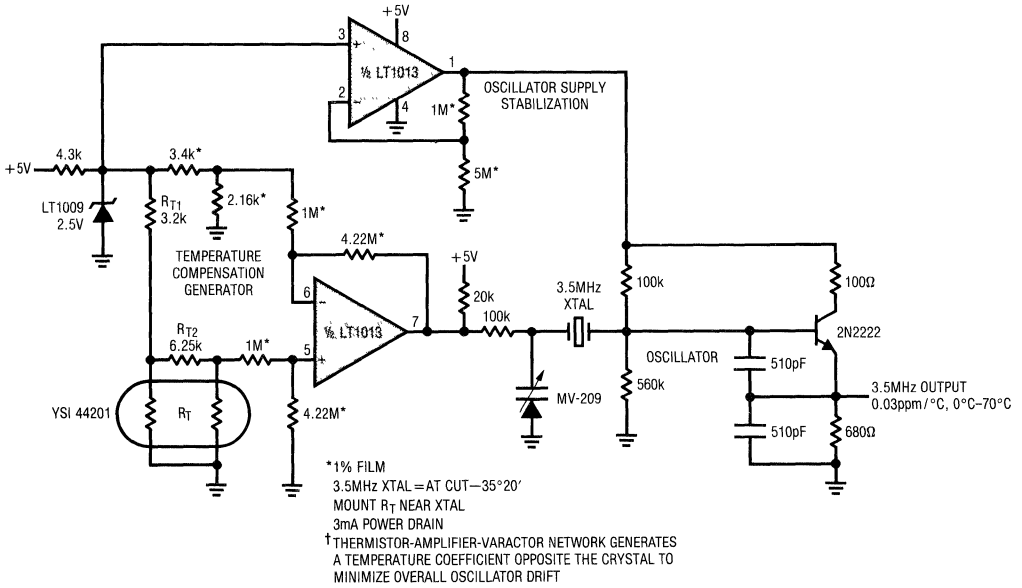 +5V
3
8
½ LT1013
1
2
4
OSCILLATOR SUPPLY
STABILIZATION
1M*
5M*
+5V
4.3k
3.4k*
LT1009
2.5V
RT1
3.2k
2.16k*
1M*
TEMPERATURE
COMPENSATION
GENERATOR
4.22M*
+5V
6
½ LT1013
7
5
20k
100k
3.5MHz
XTAL
100k
100Ω
2N2222
RT2
6.25k
1M*
OSCILLATOR
510pF
560k
MV-209
3.5MHz OUTPUT
0.03ppm/°C, 0°C–70°C
YSI 44201
RT
4.22M*
510pF
680Ω
*1% FILM
3.5MHz XTAL=AT CUT—35°20′
MOUNT RT NEAR XTAL
3mA POWER DRAIN
†THERMISTOR-AMPLIFIER-VARACTOR NETWORK GENERATES
A TEMPERATURE COEFFICIENT OPPOSITE THE CRYSTAL TO
MINIMIZE OVERALL OSCILLATOR DRIFT